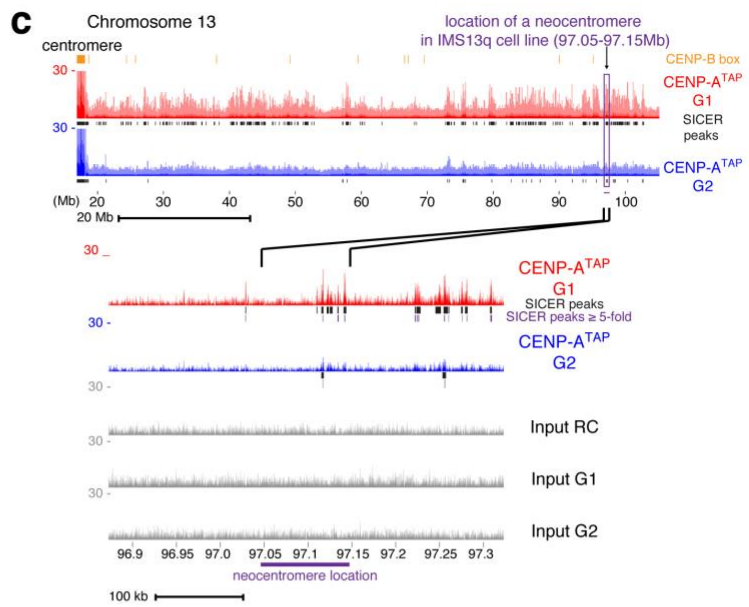 c
Chromosome 13
location of a neocentromere
in IMS13q cell line (97.05-97.15Mb)
centromere
CENP-B box
30 -
CENP-A^TAP
G1
SICER
peaks
30 -
CENP-A^TAP
G2
(Mb) 20 30 40 50 60 70 80 90 100
20 Mb
30 _
CENP-A^TAP
G1
SICER peaks
SICER peaks ≥ 5-fold
30 -
CENP-A^TAP
G2
30 -
Input RC
30 -
Input G1
30 -
Input G2
96.9 96.95 97.0 97.05 97.1 97.15 97.2 97.25 97.3
neocentromere location
100 kb